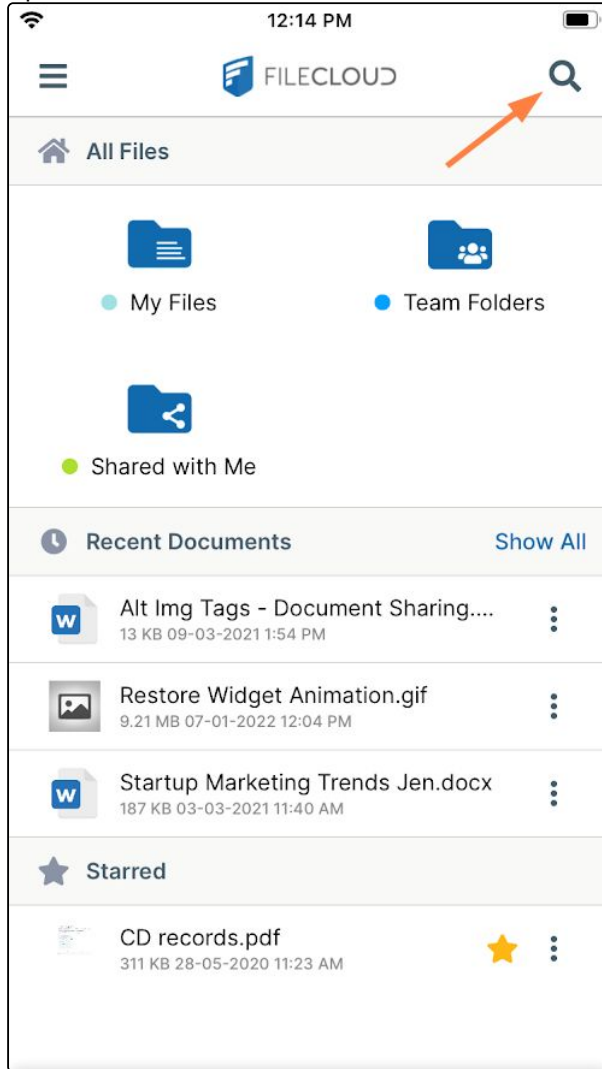 12:14 PM
FILECLOUD
All Files
My Files
Team Folders
Shared with Me
Recent Documents Show All
W
Alt Img Tags - Document Sharing....
13 KB 09-03-2021 1:54 PM
Restore Widget Animation.gif
9.21 MB 07-01-2022 12:04 PM
W
Startup Marketing Trends Jen.docx
187 KB 03-03-2021 11:40 AM
Starred
CD records.pdf
311 KB 28-05-2020 11:23 AM